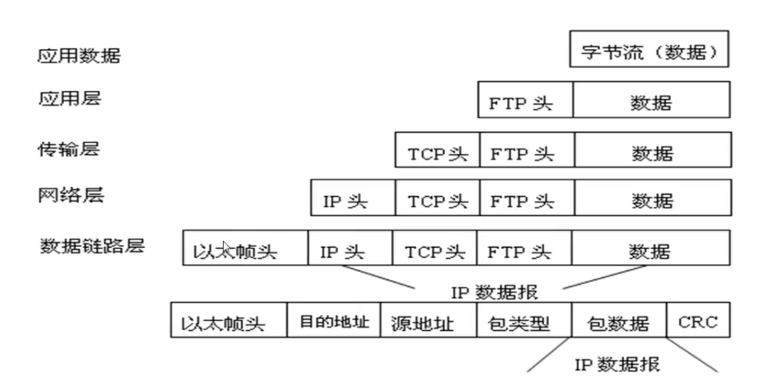 应用数据 字节流（数据）
应用层 FTP 头 数据
传输层 TCP 头 FTP 头 数据
网络层 IP 头 TCP 头 FTP 头 数据
数据链路层 以太帧头 IP 头 TCP 头 FTP 头 数据
IP 数据报
以太帧头 目的地址 源地址 包类型 包数据 CRC
IP 数据报